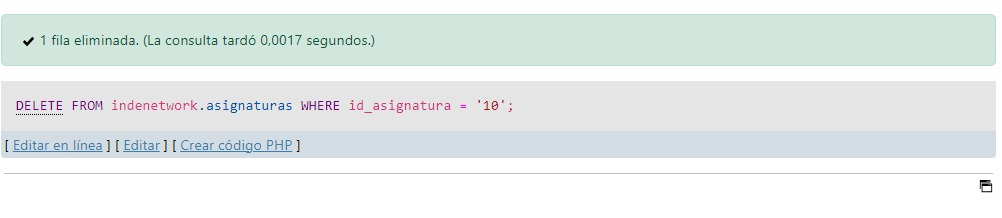 ✔ 1 fila eliminada. (La consulta tardó 0,0017 segundos.)
DELETE FROM indenetwork.asignaturas WHERE id_asignatura = '10';
[ Editar en línea ] [ Editar ] [ Crear código PHP ]